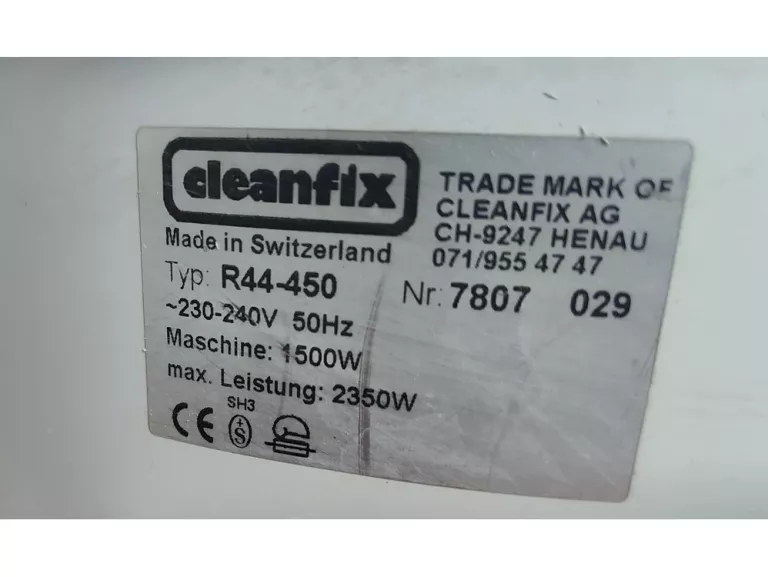 cleanfix
TRADE MARK OF
CLEANFIX AG
CH-9247 HENAU
071/955 47 47
Made in Switzerland
Typ: R44-450
Nr: 7807 029
~230-240V 50Hz
Maschine: 1500W
max. Leistung: 2350W
SH3
CE
+S